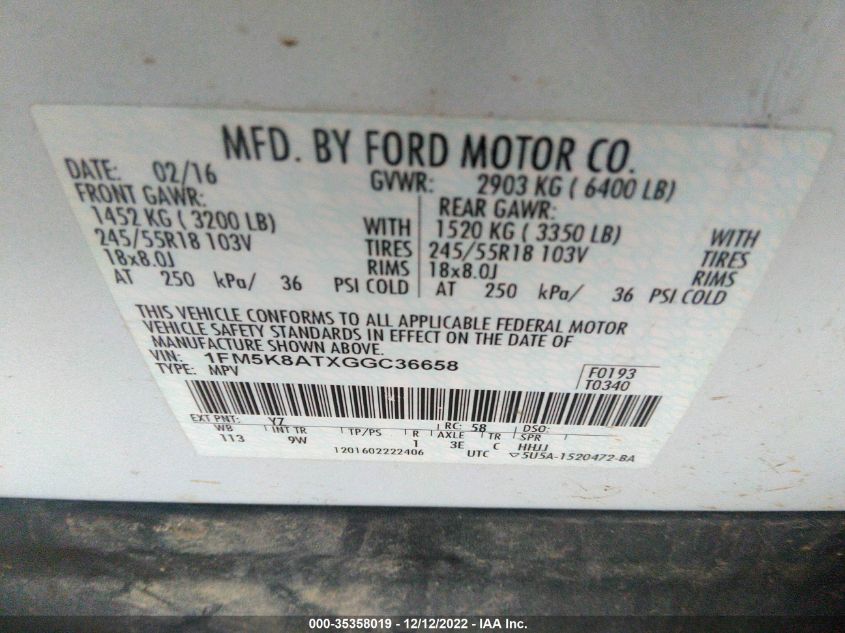 MFD. BY FORD MOTOR CO.
DATE: 02/16 GVWR: 2903 KG ( 6400 LB)
FRONT GAWR: REAR GAWR:
1452 KG ( 3200 LB) WITH 1520 KG ( 3350 LB) WITH
245/55R18 103V TIRES 245/55R18 103V TIRES
18x8.0J RIMS 18x8.0J RIMS
AT 250 kPa/ 36 PSI COLD AT 250 kPa/ 36 PSI COLD
THIS VEHICLE CONFORMS TO ALL APPLICABLE FEDERAL MOTOR
VEHICLE SAFETY STANDARDS IN EFFECT ON THE DATE OF
MANUFACTURE SHOWN ABOVE.
VIN: 1FM5K8ATXGGC36658
TYPE: MPV
F0193
T0340
EXT PNT: YZ RC: 58 DSO:
WB INT TR TP/PS R AXLE TR SPR
113 9W 1 3E C HHJJ
1201602222406 UTC ▽5U5A-1520472-BA
000-35358019 - 12/12/2022 - IAA Inc.